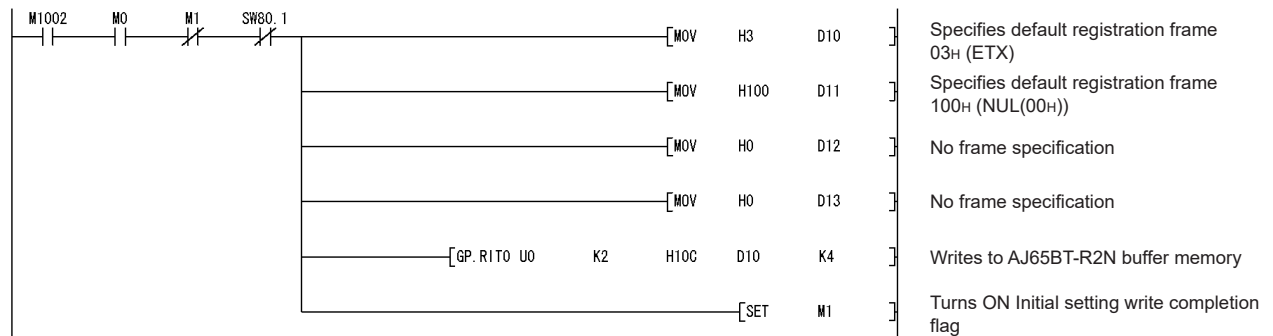 M1002 M0 M1 SW80.1
MOV H3 D10
Specifies default registration frame
03H (ETX)
MOV H100 D11
Specifies default registration frame
100H (NUL(00H))
MOV H0 D12
No frame specification
MOV H0 D13
No frame specification
GP.RITO U0 K2 H10C D10 K4
Writes to AJ65BT-R2N buffer memory
SET M1
Turns ON Initial setting write completion
flag